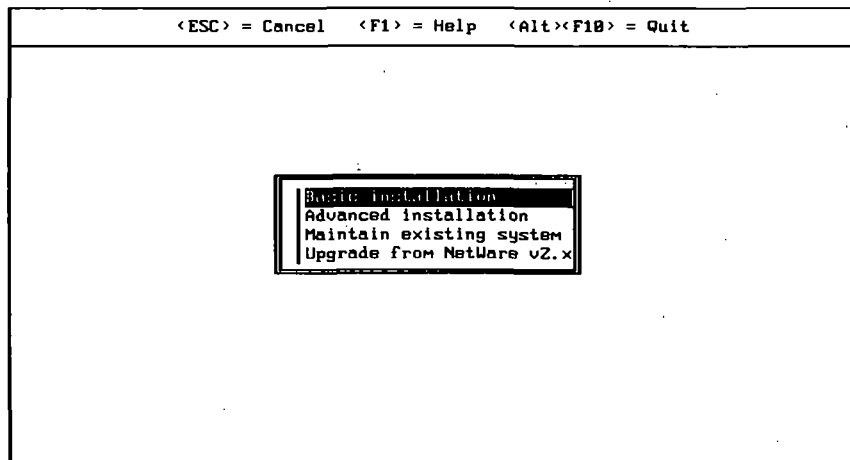 <ESC> = Cancel <F1> = Help <Alt><F10> = Quit
Basic installation
Advanced installation
Maintain existing system
Upgrade from NetWare v2.x